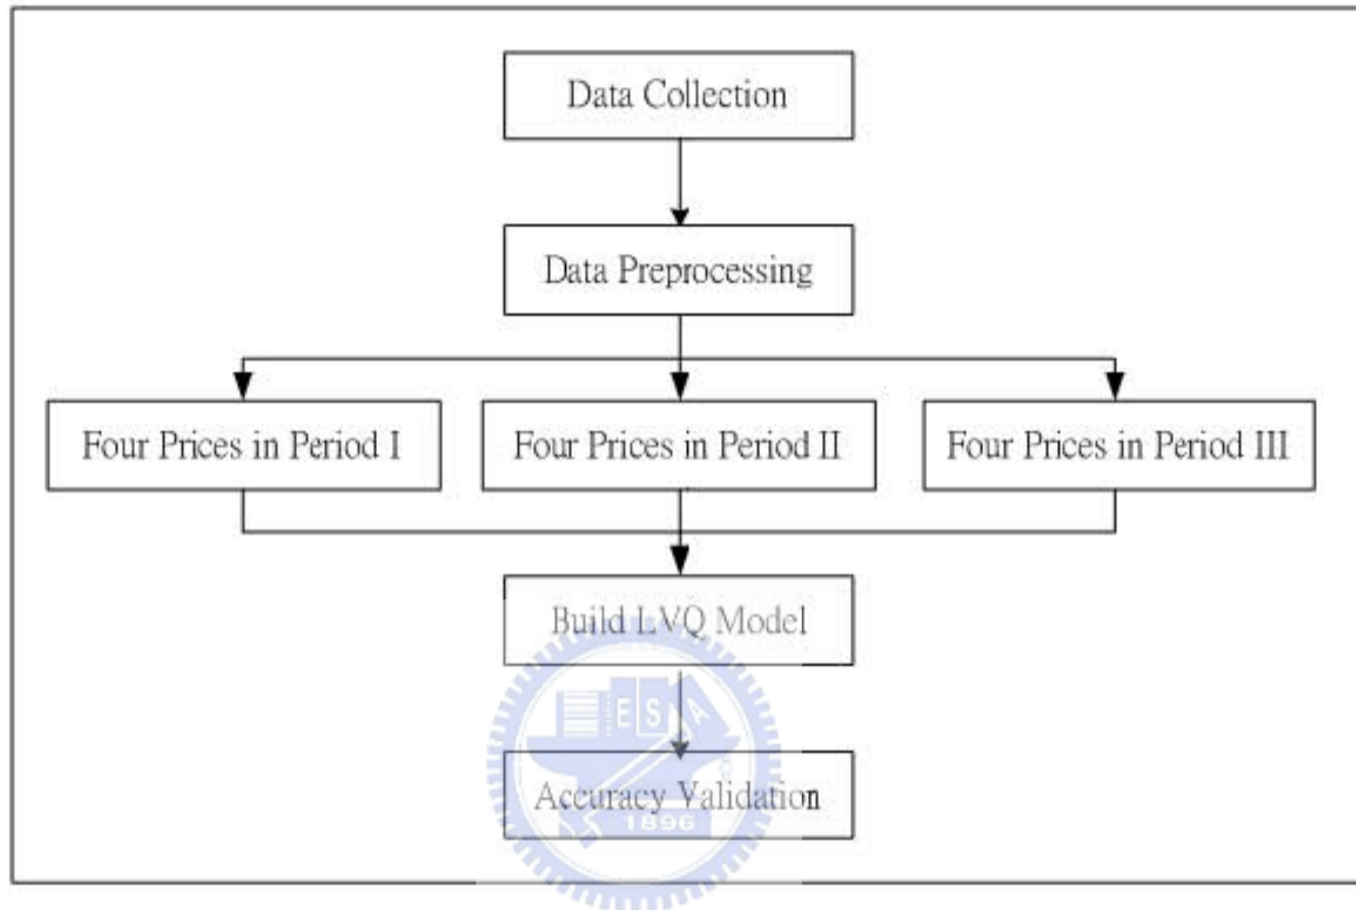 Data Collection
Data Preprocessing
Four Prices in Period I
Four Prices in Period II
Four Prices in Period III
Build LVQ Model
E S A
Accuracy Validation
1896